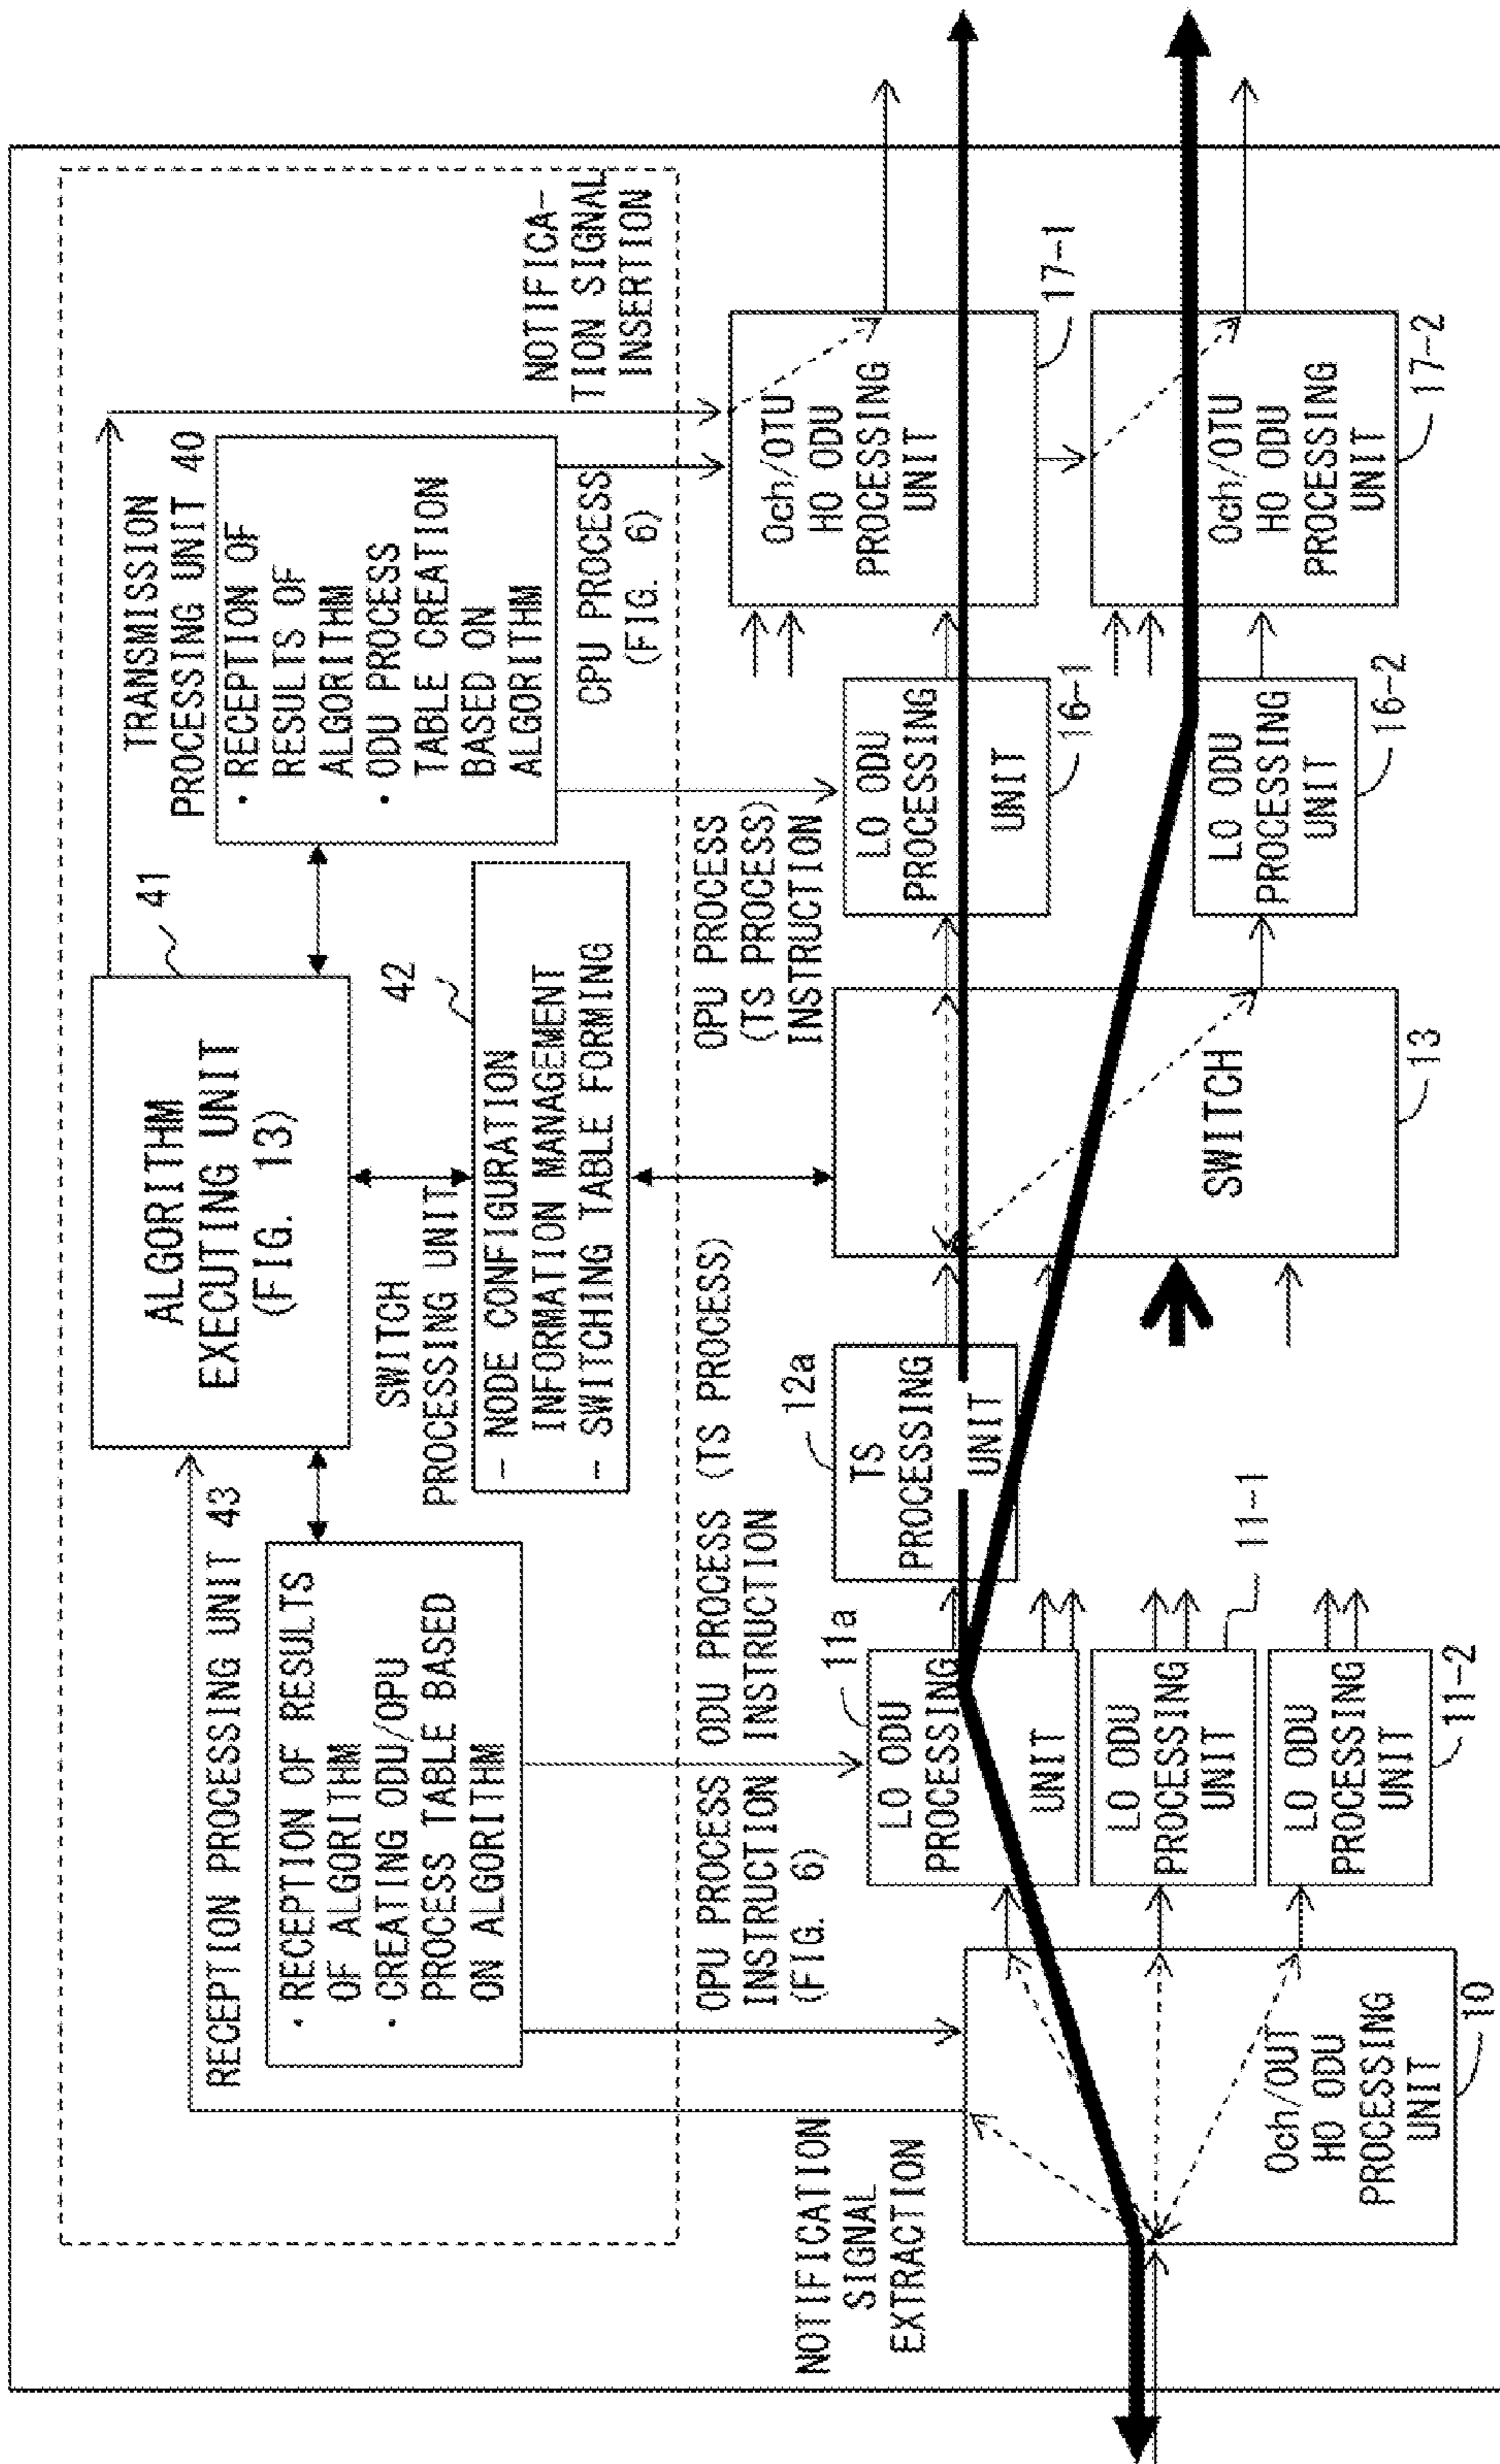 ALGORITHM
EXECUTING UNIT
(FIG. 13)
41
RECEPTION PROCESSING UNIT 43
· RECEPTION OF RESULTS
OF ALGORITHM
· CREATING ODU/OPU
PROCESS TABLE BASED
ON ALGORITHM
SWITCH
PROCESSING UNIT
42
- NODE CONFIGURATION
INFORMATION MANAGEMENT
- SWITCHING TABLE FORMING
TRANSMISSION
PROCESSING UNIT 40
· RECEPTION OF
RESULTS OF
ALGORITHM
· ODU PROCESS
TABLE CREATION
BASED ON
ALGORITHM
NOTIFICA-
TION SIGNAL
INSERTION
CPU PROCESS
(FIG. 6)
OPU PROCESS
(TS PROCESS)
INSTRUCTION
ODU PROCESS (TS PROCESS)
INSTRUCTION
OPU PROCESS
INSTRUCTION
(FIG. 6)
NOTIFICATION
SIGNAL
EXTRACTION
Och/OUT
HO ODU
PROCESSING
UNIT
10
LO ODU
PROCESSING
UNIT
11a
LO ODU
PROCESSING
UNIT
11-1
LO ODU
PROCESSING
UNIT
11-2
TS
PROCESSING
UNIT
12a
SWITCH
13
LO ODU
PROCESSING
UNIT
16-1
LO ODU
PROCESSING
UNIT
16-2
Och/OTU
HO ODU
PROCESSING
UNIT
17-1
Och/OTU
HO ODU
PROCESSING
UNIT
17-2